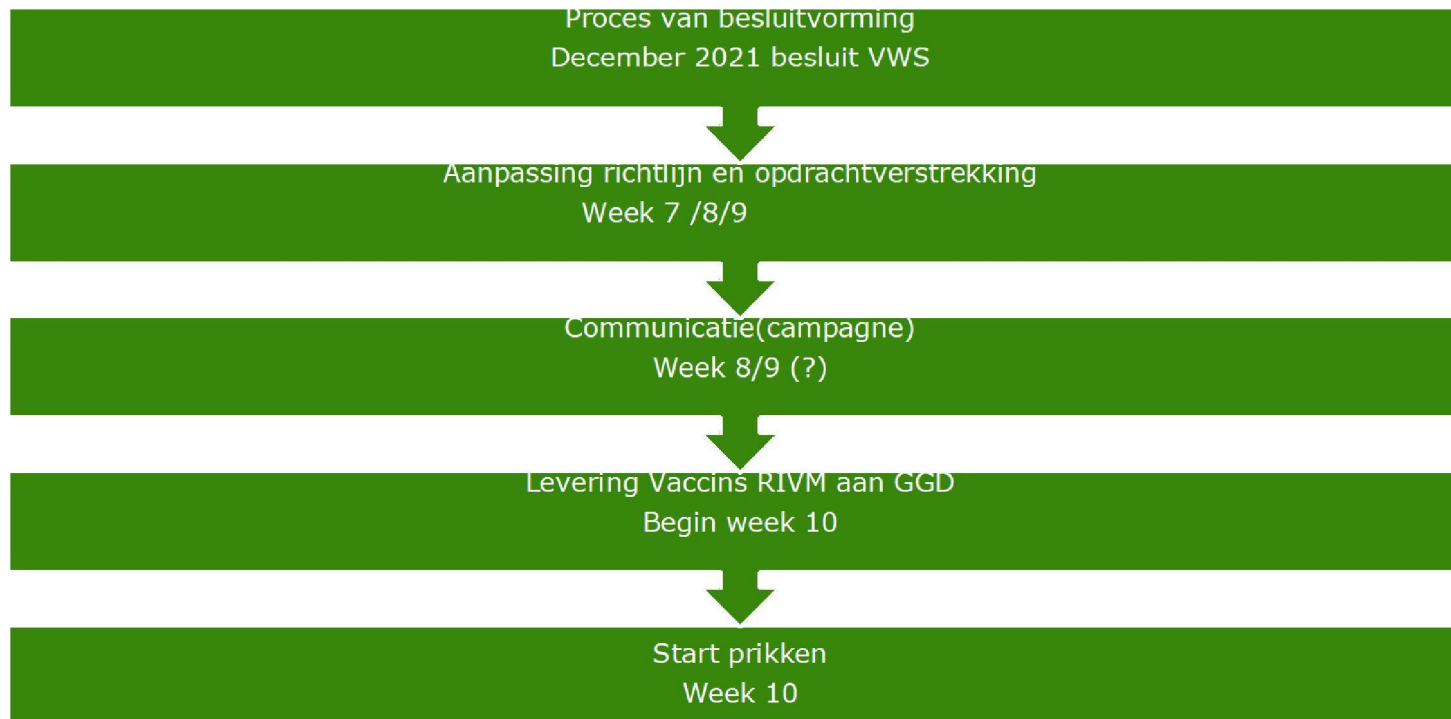 Proces van besluitvorming
December 2021 besluit VWS
Aanpassing richtlijn en opdrachtverstrekking
Week 7 /8/9
Communicatie(campagne)
Week 8/9 (?)
Levering Vaccins RIVM aan GGD
Begin week 10
Start prikken
Week 10